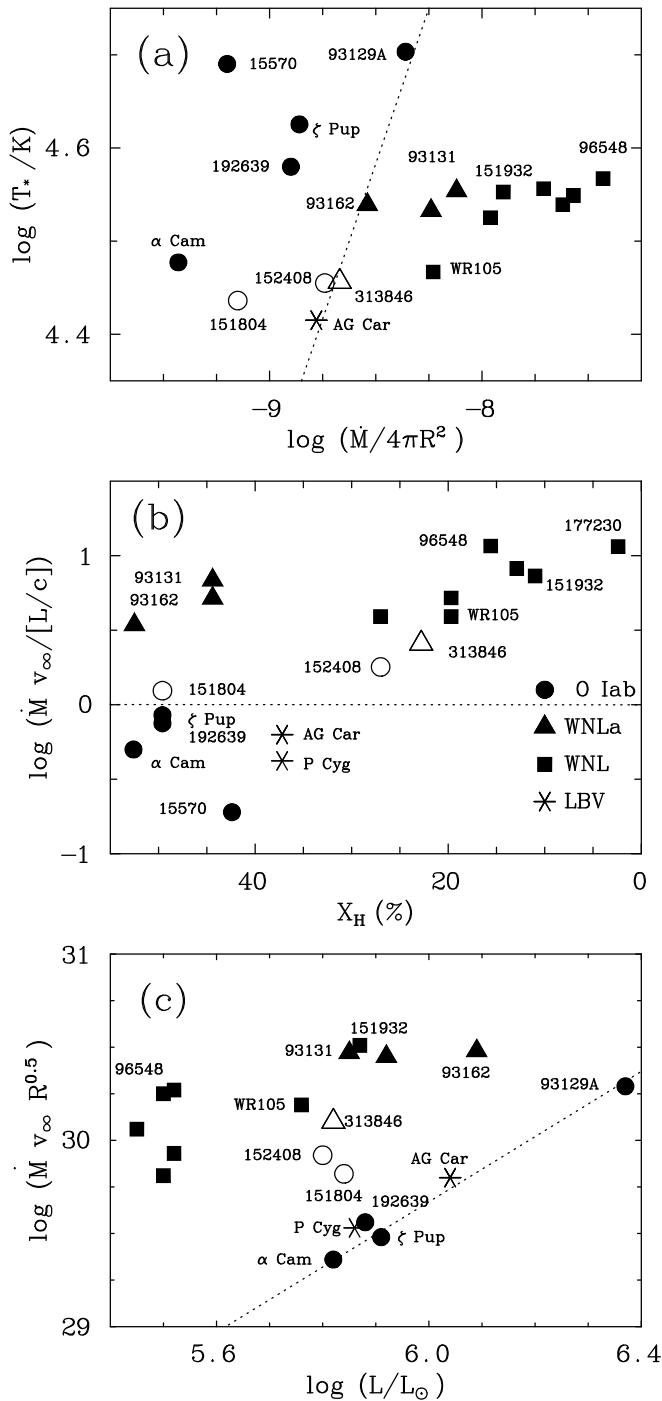 (a)
15570
93129A
ζ Pup
192639
93131
151932
96548
93162
α Cam
152408
WR105
313846
151804
AG Car
4.6
4.4
log (T* /K)
−9
−8
log (Ṁ/4πR²)
(b)
96548
177230
93131
93162
151932
WR105
313846
152408
151804
ζ Pup
192639
α Cam
AG Car
P Cyg
15570
O Iab
WNLa
WNL
LBV
1
0
−1
log (Ṁ v∞/[L/c])
40
20
0
X_H (%)
(c)
151932
93131
96548
93162
93129A
WR105
313846
152408
AG Car
151804
192639
P Cyg
ζ Pup
α Cam
31
30
29
log (Ṁ v∞ R^0.5)
5.6
6.0
6.4
log (L/L⊙)